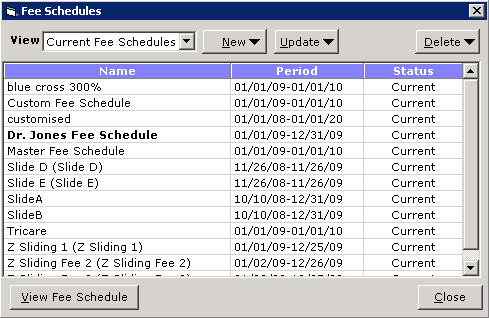 Fee Schedules
View Current Fee Schedules New Update Delete
Name Period Status
blue cross 300% 01/01/09-01/01/10 Current
Custom Fee Schedule 01/01/09-01/01/10 Current
customised 01/01/08-01/01/20 Current
Dr. Jones Fee Schedule 01/01/09-12/31/09 Current
Master Fee Schedule 01/01/09-01/01/10 Current
Slide D (Slide D) 11/26/08-11/26/09 Current
Slide E (Slide E) 11/26/08-11/26/09 Current
SlideA 10/10/08-12/31/09 Current
SlideB 10/10/08-12/31/09 Current
Tricare 01/01/09-01/01/10 Current
Z Sliding 1 (Z Sliding 1) 01/01/09-12/25/09 Current
Z Sliding Fee 2 (Z Sliding Fee 2) 01/02/09-12/26/09 Current
View Fee Schedule Close